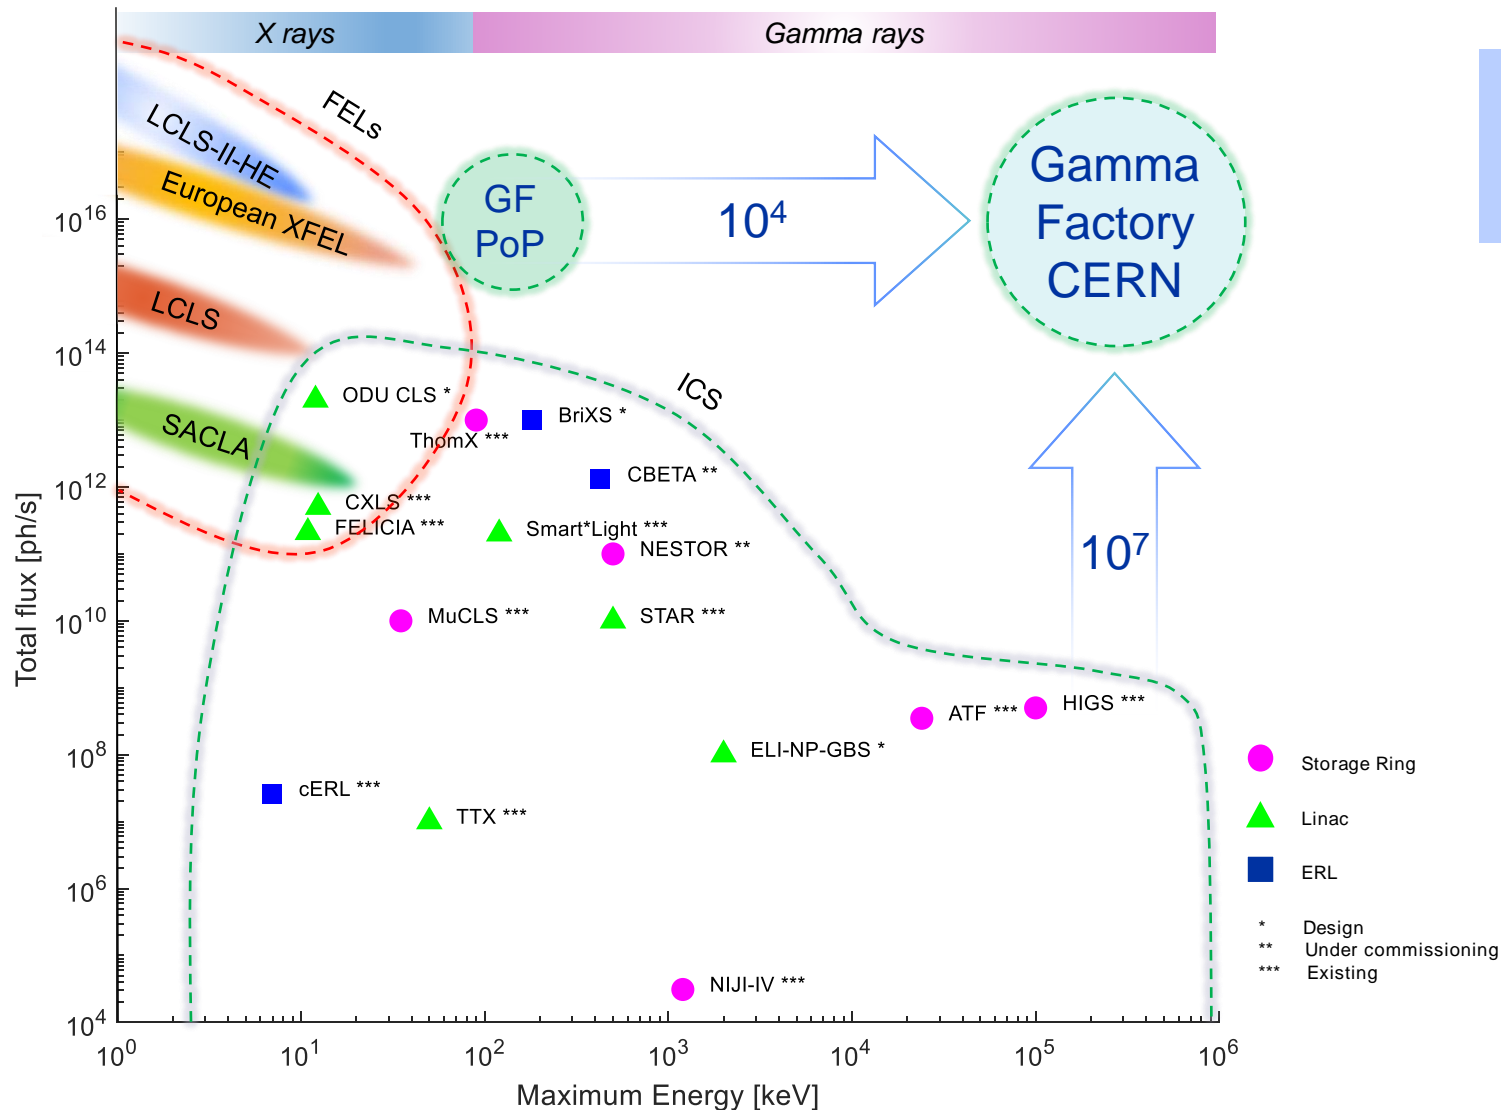 X rays
Gamma rays
FELs
LCLS-II-HE
European XFEL
LCLS
SACLA
GF
PoP
10⁴
Gamma
Factory
CERN
ICS
10⁷
ODU CLS *
ThomX ***
BriXS *
CBETA **
CXLS ***
FELICIA ***
Smart*Light ***
NESTOR **
MuCLS ***
STAR ***
ATF ***
HIGS ***
ELI-NP-GBS *
cERL ***
TTX ***
NIJI-IV ***
Total flux [ph/s]
10¹⁶
10¹⁴
10¹²
10¹⁰
10⁸
10⁶
10⁴
10⁰
10¹
10²
10³
10⁴
10⁵
10⁶
Maximum Energy [keV]
Storage Ring
Linac
ERL
* Design
** Under commissioning
*** Existing